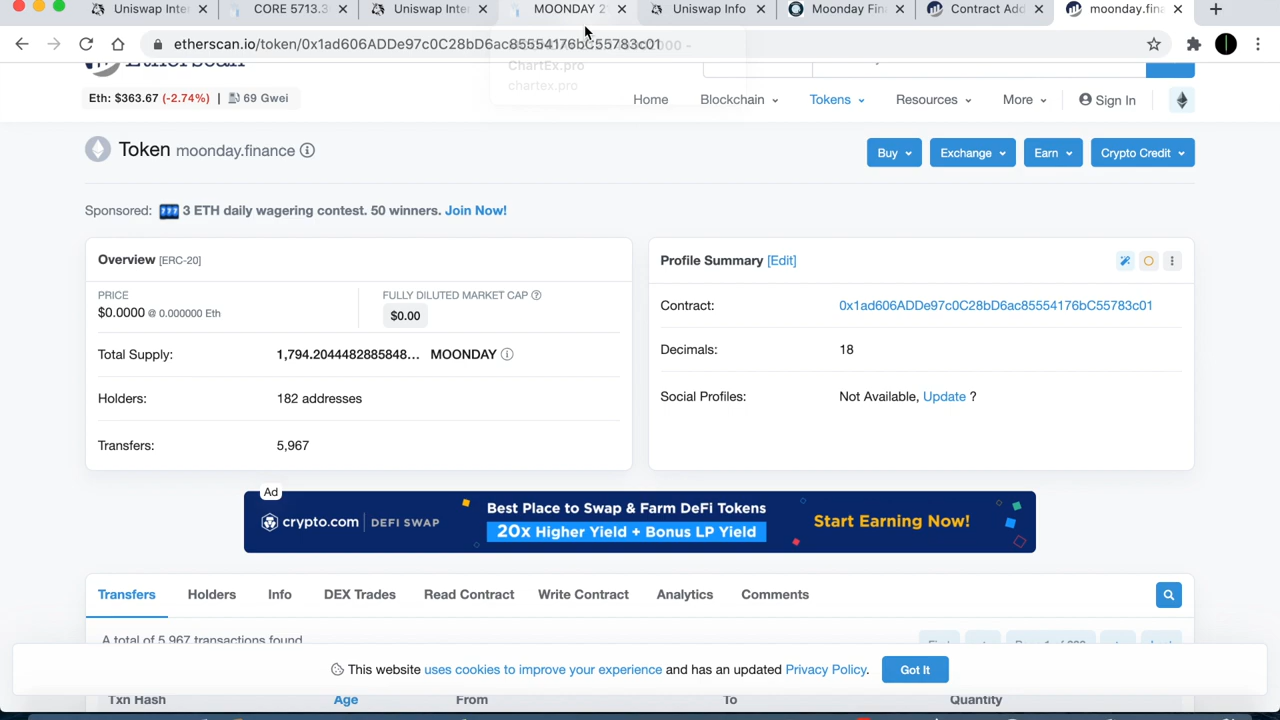 Uniswap Inte
CORE 5713.3
Uniswap Inte
MOONDAY 2
Uniswap Info
Moonday Fin
Contract Add
moonday.fina
etherscan.io/token/0x1ad606ADDe97c0C28bD6ac85554176bC55783c01
ChartEx.pro
chartex.pro
Eth: $363.67 (-2.74%) | 69 Gwei
Home Blockchain Tokens Resources More Sign In
Token moonday.finance
Buy Exchange Earn Crypto Credit
Sponsored: 777 3 ETH daily wagering contest. 50 winners. Join Now!
Overview [ERC-20]
PRICE
$0.0000 @ 0.000000 Eth
FULLY DILUTED MARKET CAP
$0.00
Total Supply: 1,794.2044482885848... MOONDAY
Holders: 182 addresses
Transfers: 5,967
Profile Summary [Edit]
Contract: 0x1ad606ADDe97c0C28bD6ac85554176bC55783c01
Decimals: 18
Social Profiles: Not Available, Update ?
Ad
crypto.com | DEFI SWAP
Best Place to Swap & Farm DeFi Tokens
20x Higher Yield + Bonus LP Yield
Start Earning Now!
Transfers Holders Info DEX Trades Read Contract Write Contract Analytics Comments
A total of 5,967 transactions found
This website uses cookies to improve your experience and has an updated Privacy Policy. Got It
Txn Hash Age From To Quantity